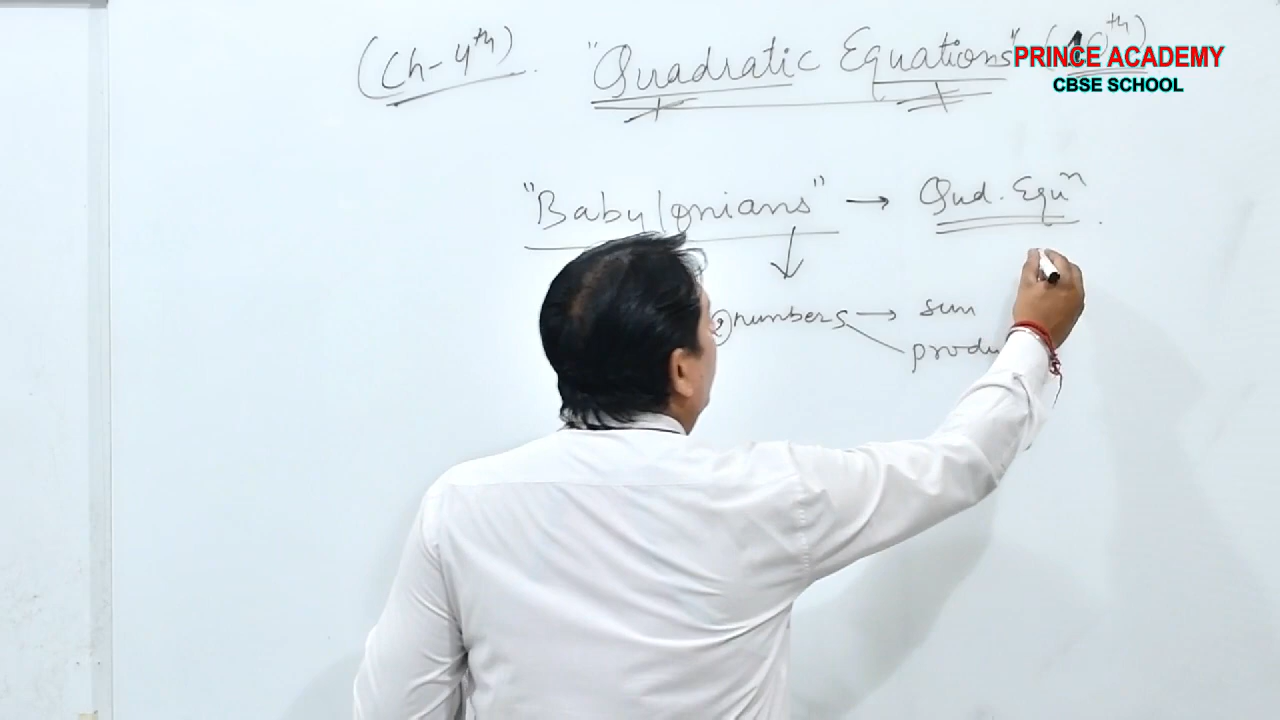 (Ch-4th) "Quadratic Equations" (10th)
PRINCE ACADEMY
CBSE SCHOOL
"Babylonians" → Qud. Equn.
2 numbers → sum
produ